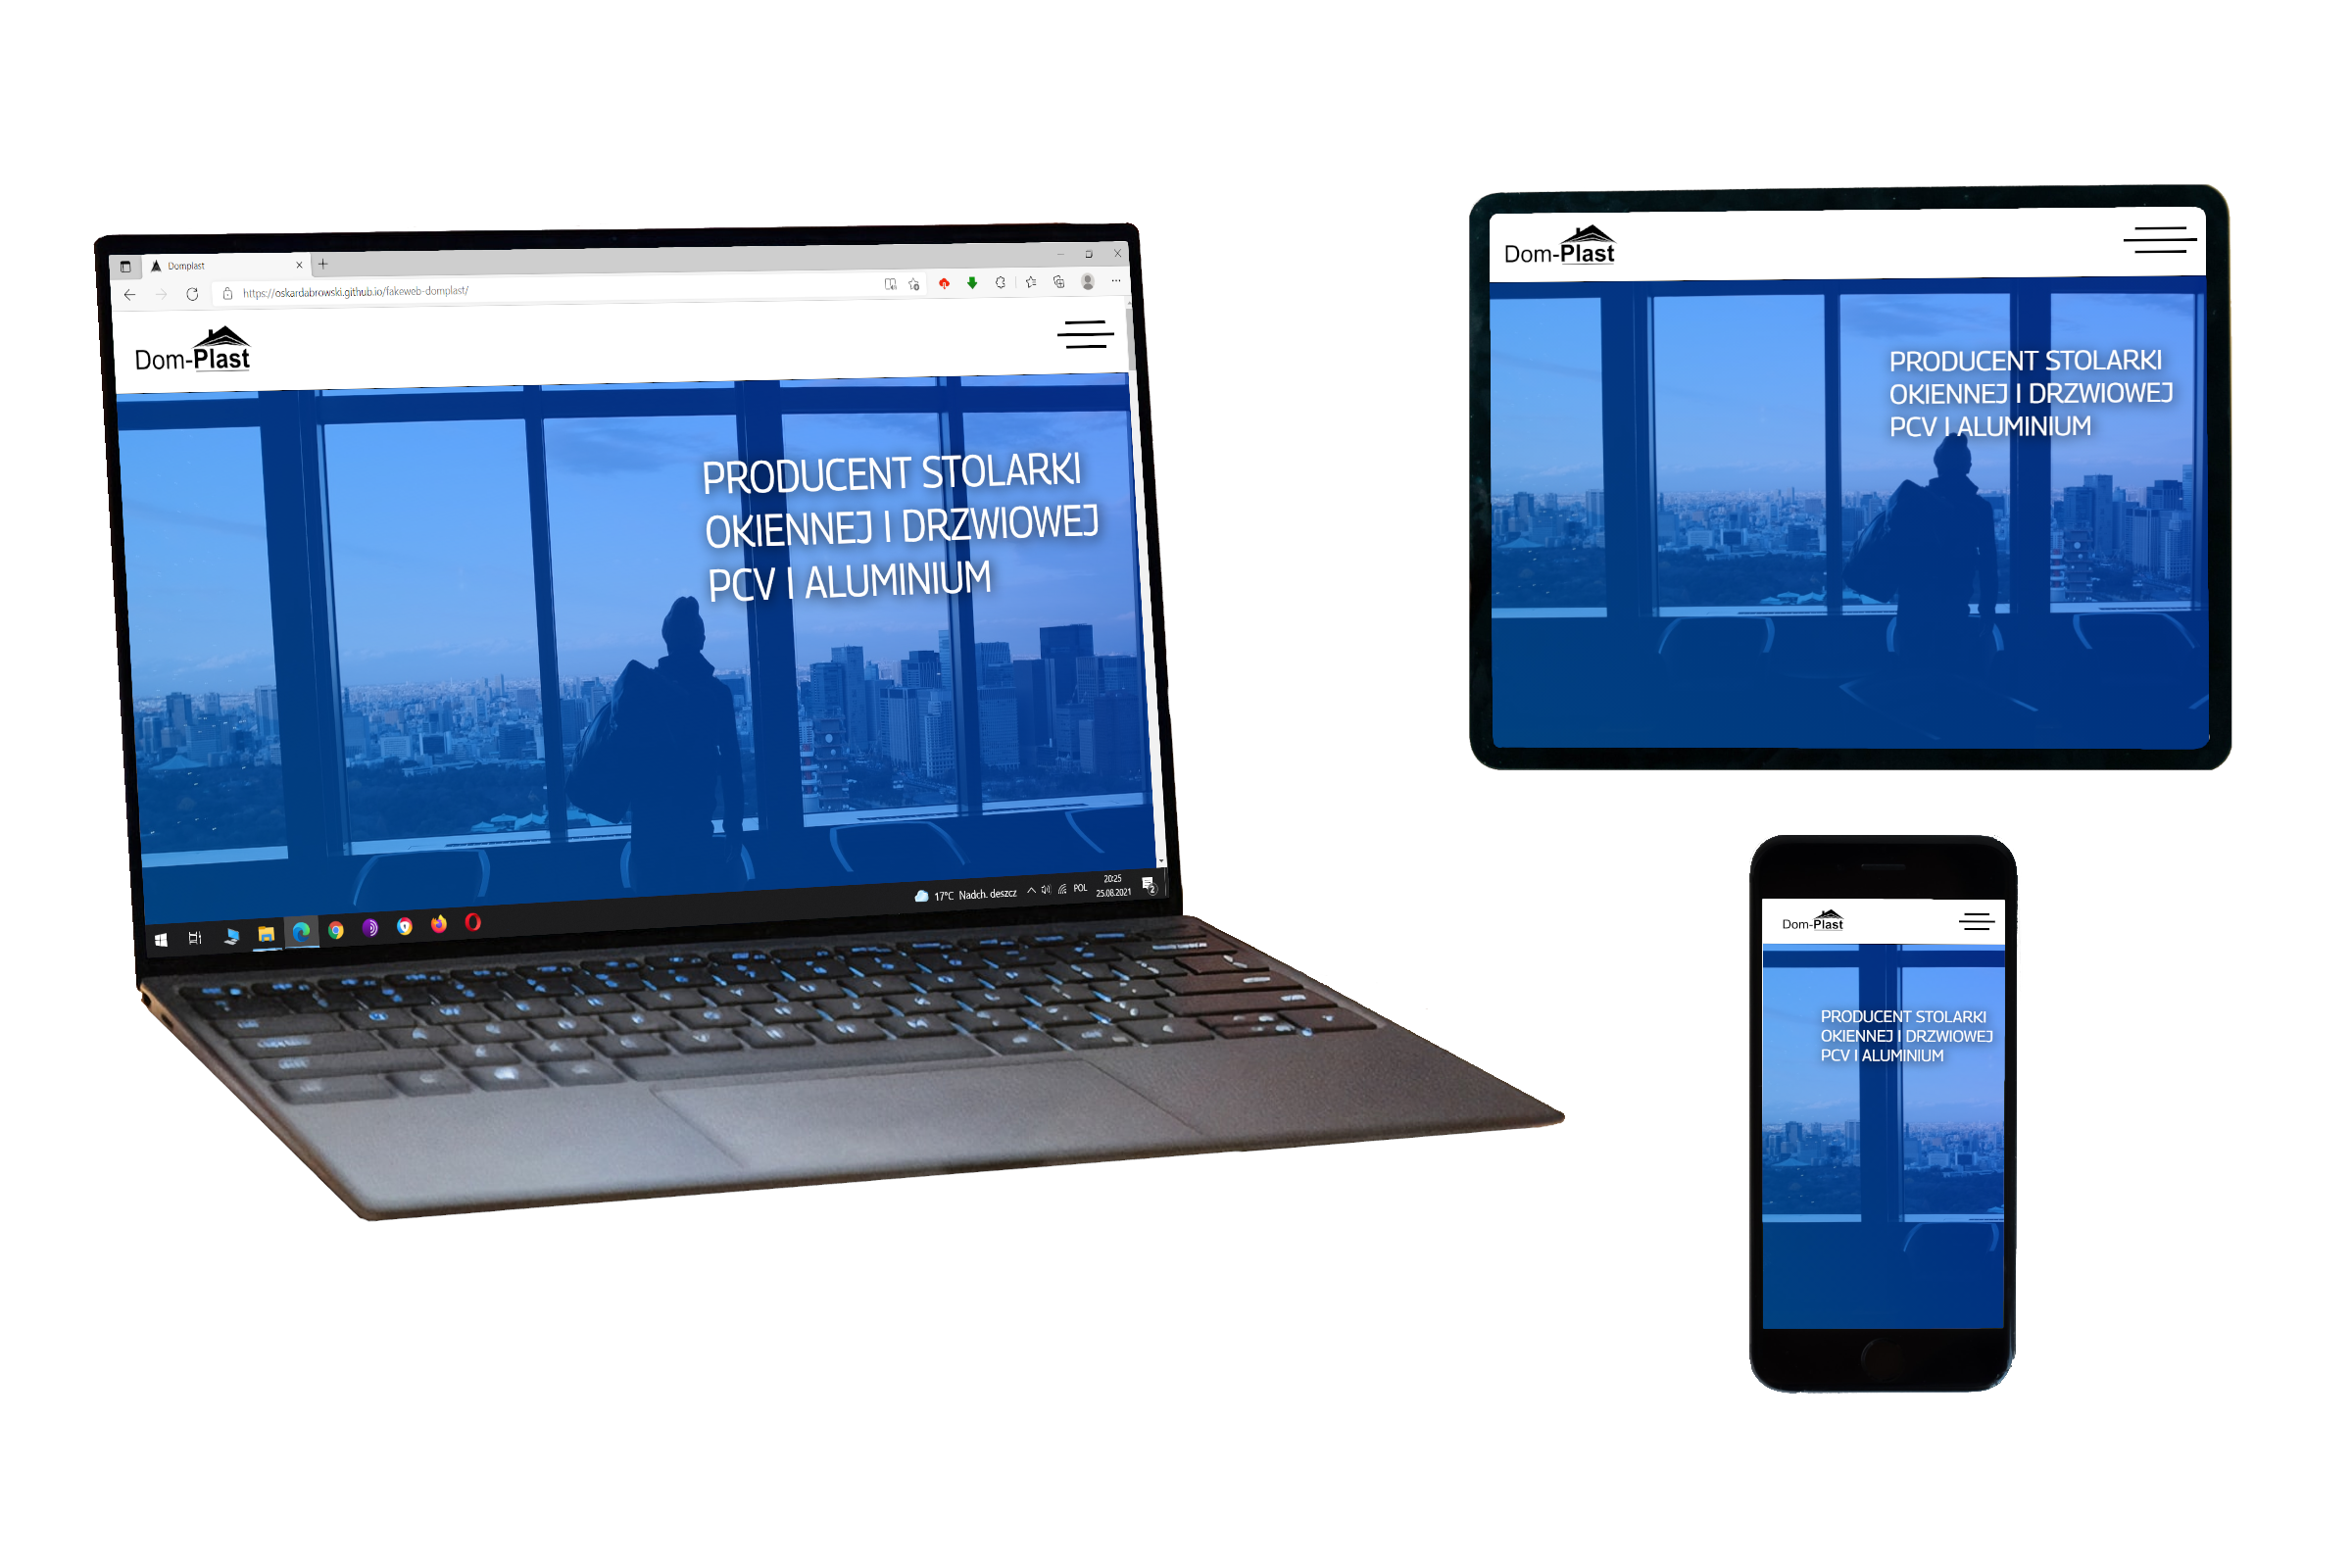 Domplast
https://oskardabrowski.github.io/fakeweb-domplast/
Dom-Plast
PRODUCENT STOLARKI
OKIENNEJ I DRZWIOWEJ
PCV I ALUMINIUM
17°C Nadch. deszcz
POL
20:25
25.08.2021
2
Dom-Plast
PRODUCENT STOLARKI
OKIENNEJ I DRZWIOWEJ
PCV I ALUMINIUM
Dom-Plast
PRODUCENT STOLARKI
OKIENNEJ I DRZWIOWEJ
PCV I ALUMINIUM